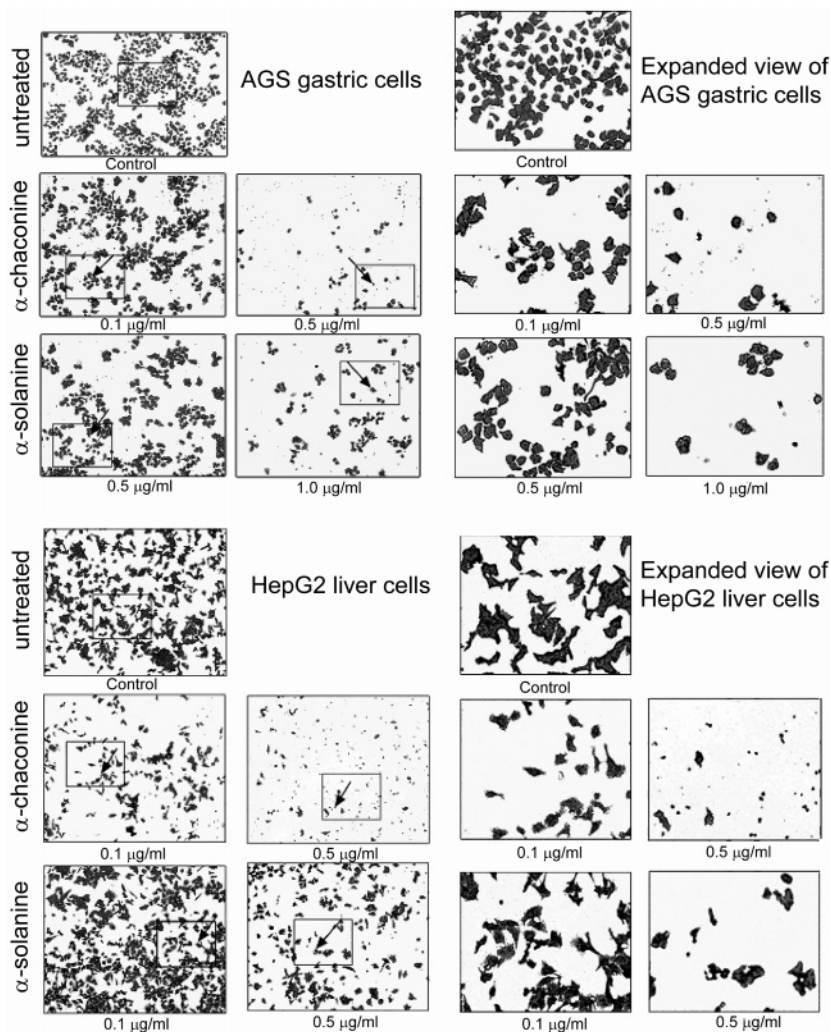 untreated
AGS gastric cells
Expanded view of
AGS gastric cells
Control
Control
α-chaconine
0.1 μg/ml
0.5 μg/ml
0.1 μg/ml
0.5 μg/ml
α-solanine
0.5 μg/ml
1.0 μg/ml
0.5 μg/ml
1.0 μg/ml
untreated
HepG2 liver cells
Expanded view of
HepG2 liver cells
Control
Control
α-chaconine
0.1 μg/ml
0.5 μg/ml
0.1 μg/ml
0.5 μg/ml
α-solanine
0.1 μg/ml
0.5 μg/ml
0.1 μg/ml
0.5 μg/ml